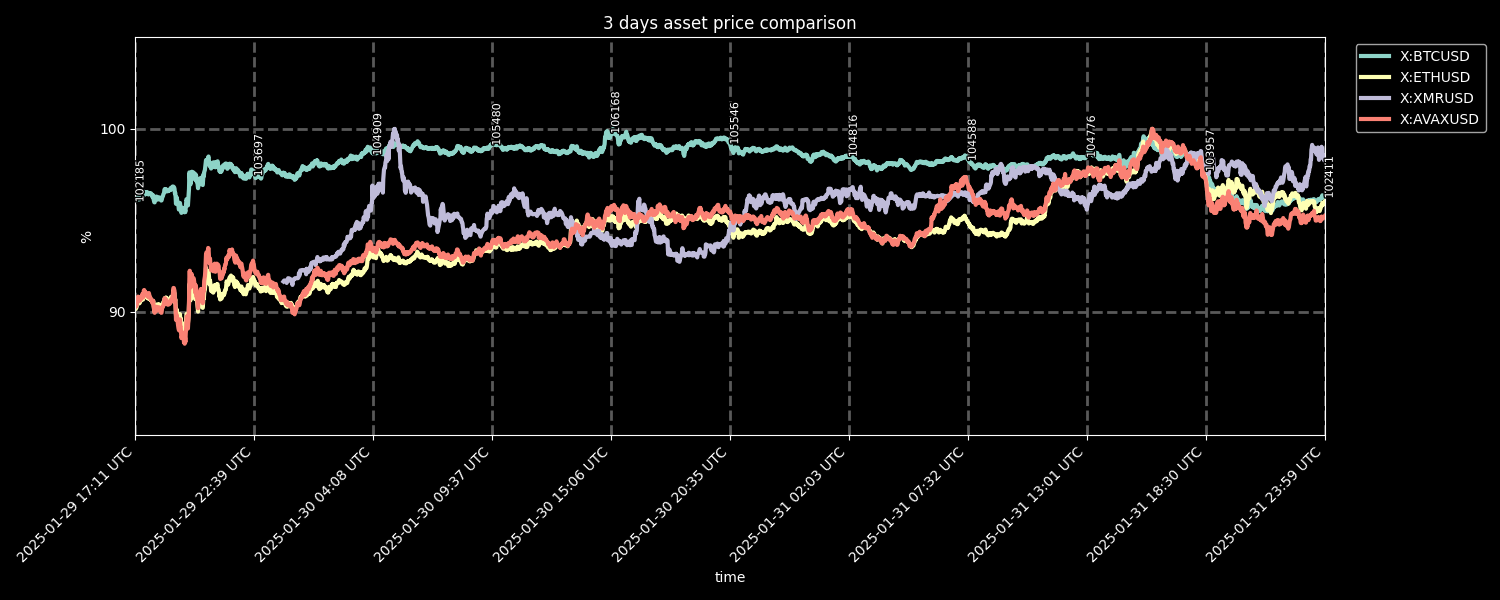 3 days asset price comparison
X:BTCUSD
X:ETHUSD
X:XMRUSD
X:AVAXUSD
100
90
%
102185
103697
104909
105480
106168
105546
104816
104588
104776
103957
102411
2025-01-29 17:11 UTC
2025-01-29 22:39 UTC
2025-01-30 04:08 UTC
2025-01-30 09:37 UTC
2025-01-30 15:06 UTC
2025-01-30 20:35 UTC
2025-01-31 02:03 UTC
2025-01-31 07:32 UTC
2025-01-31 13:01 UTC
2025-01-31 18:30 UTC
2025-01-31 23:59 UTC
time